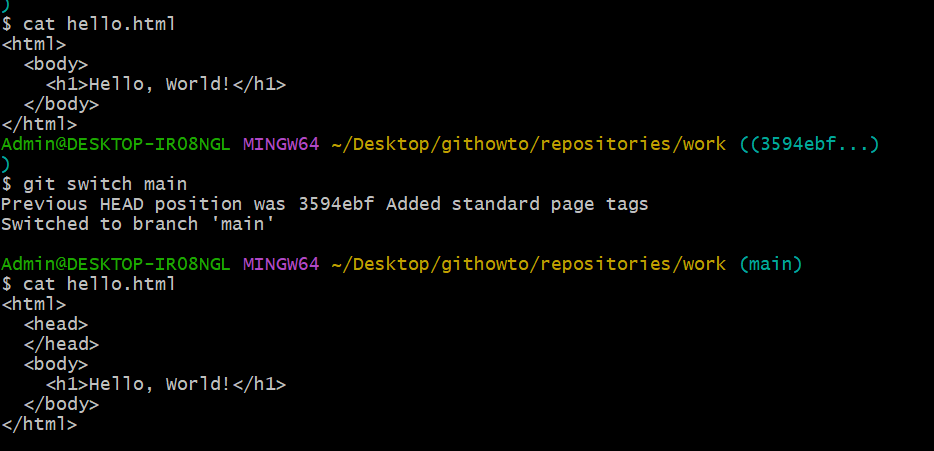 )
$ cat hello.html
<html>
  <body>
    <h1>Hello, World!</h1>
  </body>
</html>
Admin@DESKTOP-IRO8NGL MINGW64 ~/Desktop/githowto/repositories/work ((3594ebf...)
)
$ git switch main
Previous HEAD position was 3594ebf Added standard page tags
Switched to branch 'main'

Admin@DESKTOP-IRO8NGL MINGW64 ~/Desktop/githowto/repositories/work (main)
$ cat hello.html
<html>
  <head>
  </head>
  <body>
    <h1>Hello, World!</h1>
  </body>
</html>